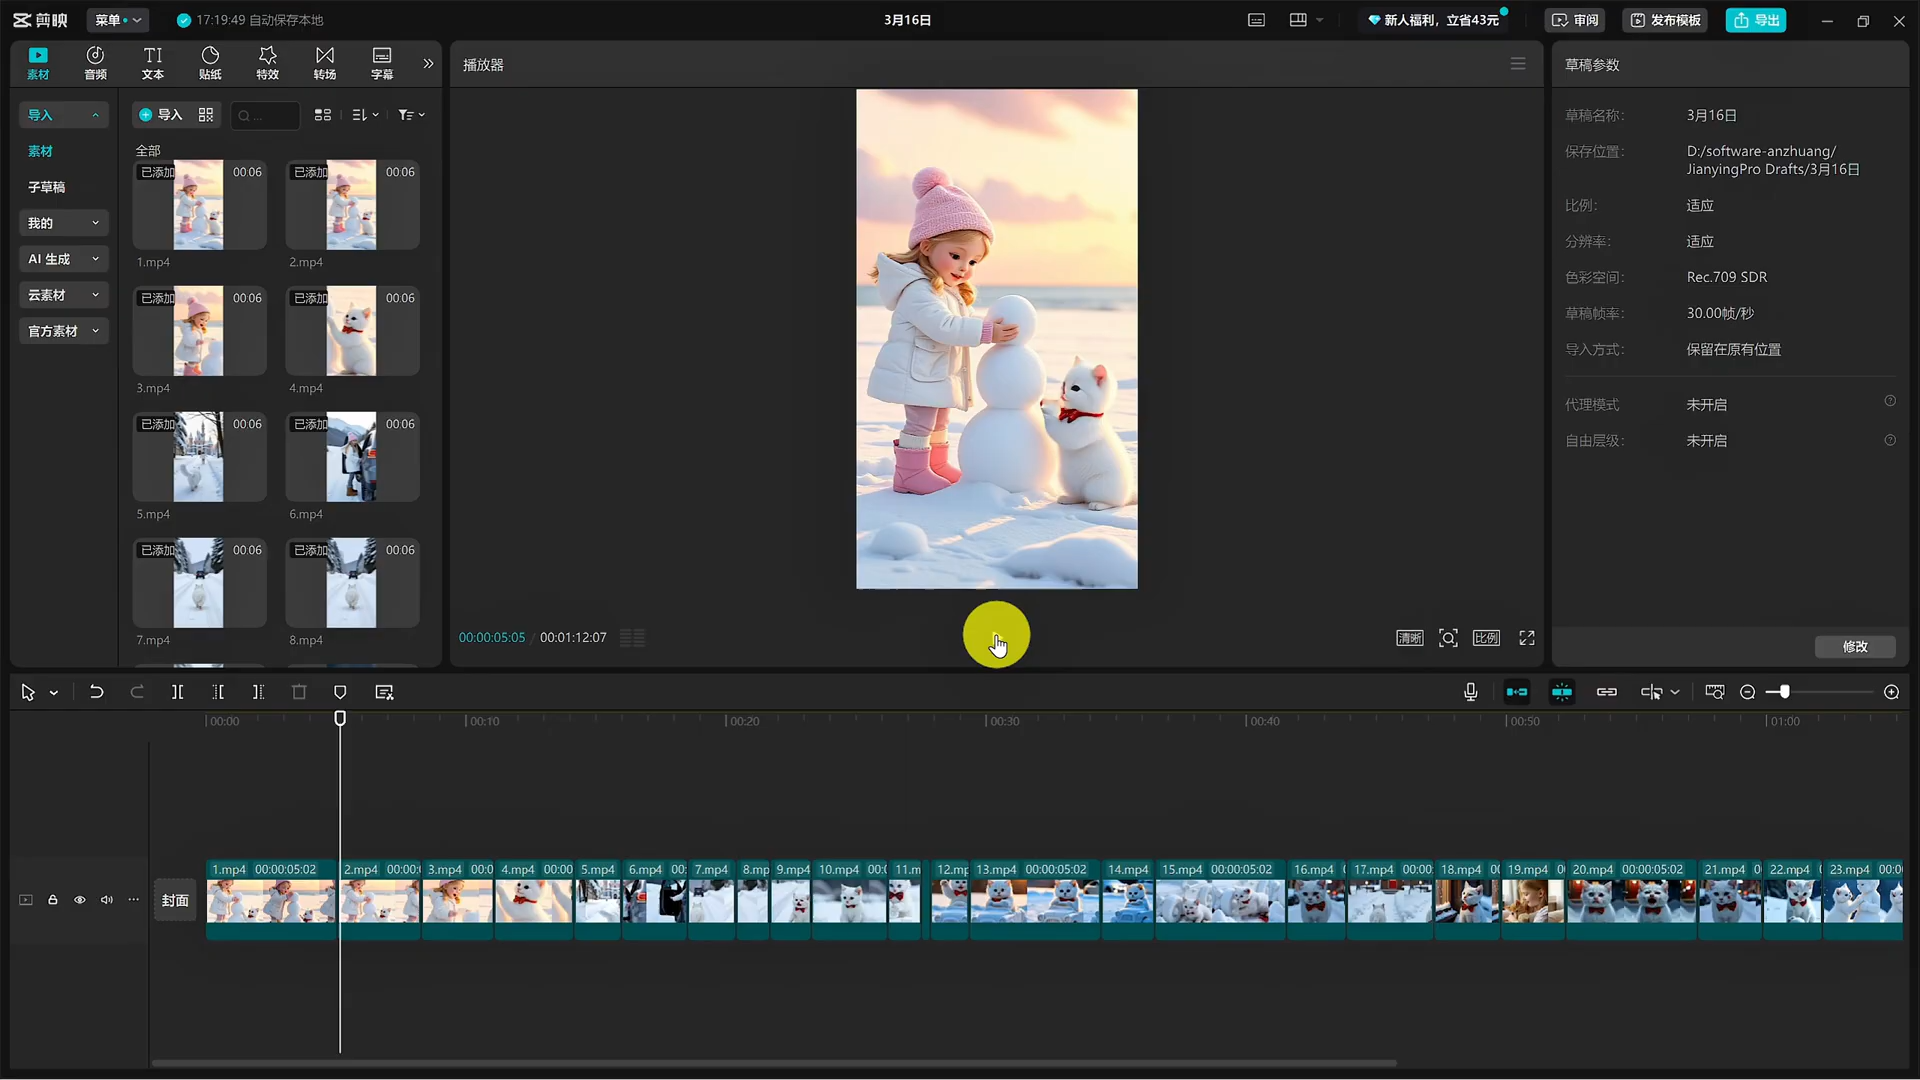 剪映
菜单
17:19:49 自动保存本地
3月16日
新人福利，立省43元
审阅
发布模板
导出
素材
音频
文本
贴纸
特效
转场
字幕
播放器
草稿参数
导入
导入
...
素材
子草稿
我的
AI 生成
云素材
官方素材
全部
已添加 00:06
已添加 00:06
1.mp4
2.mp4
已添加 00:06
已添加 00:06
3.mp4
4.mp4
已添加 00:06
已添加 00:06
5.mp4
6.mp4
已添加 00:06
已添加 00:06
7.mp4
8.mp4
00:00:05:05 / 00:01:12:07
清晰
比例
草稿名称： 3月16日
保存位置： D:/software-anzhuang/
JianyingPro Drafts/3月16日
比例： 适应
分辨率： 适应
色彩空间： Rec.709 SDR
草稿帧率： 30.00帧/秒
导入方式： 保留在原有位置
代理模式 未开启
自由层级： 未开启
修改
00:00
00:10
00:20
00:30
00:40
00:50
01:00
封面
1.mp4 00:00:05:02
2.mp4 00:00:
3.mp4 00:0
4.mp4 00:00
5.mp4
6.mp4 00:
7.mp4
8.mp
9.mp4
10.mp4 00:
11.m
12.mp
13.mp4 00:00:05:02
14.mp4
15.mp4 00:00:05:02
16.mp4
17.mp4 00:00
18.mp4 0
19.mp4
20.mp4 00:00:05:02
21.mp4 0
22.mp4
23.mp4 00:0